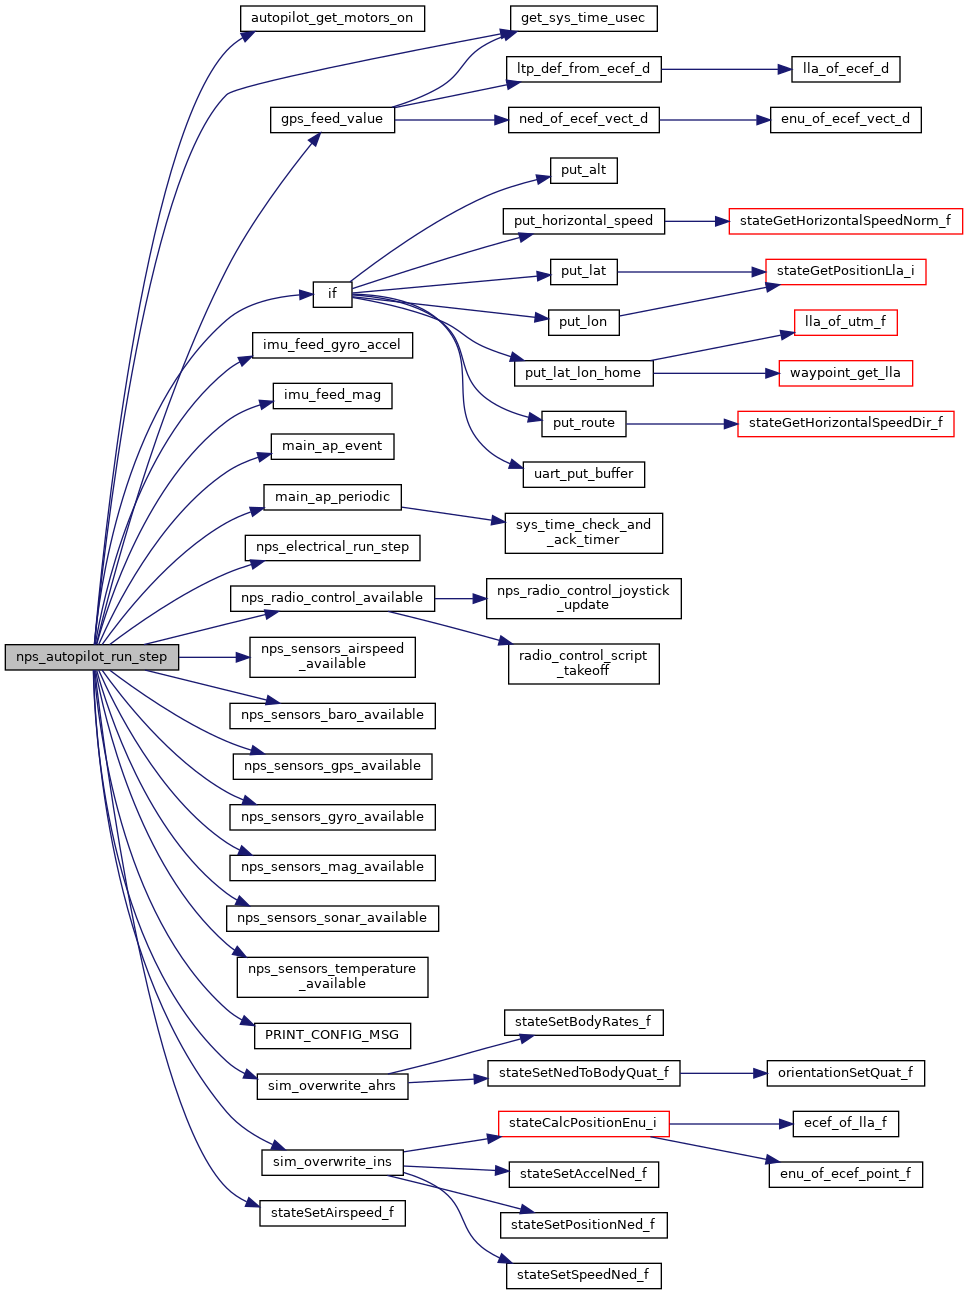 autopilot_get_motors_on
get_sys_time_usec
ltp_def_from_ecef_d
lla_of_ecef_d
gps_feed_value
ned_of_ecef_vect_d
enu_of_ecef_vect_d
put_alt
put_horizontal_speed
stateGetHorizontalSpeedNorm_f
put_lat
stateGetPositionLla_i
if
put_lon
lla_of_utm_f
imu_feed_gyro_accel
put_lat_lon_home
waypoint_get_lla
imu_feed_mag
put_route
stateGetHorizontalSpeedDir_f
main_ap_event
uart_put_buffer
main_ap_periodic
sys_time_check_and
_ack_timer
nps_electrical_run_step
nps_radio_control_available
nps_radio_control_joystick
_update
nps_autopilot_run_step
nps_sensors_airspeed
_available
radio_control_script
_takeoff
nps_sensors_baro_available
nps_sensors_gps_available
nps_sensors_gyro_available
nps_sensors_mag_available
nps_sensors_sonar_available
nps_sensors_temperature
_available
PRINT_CONFIG_MSG
stateSetBodyRates_f
sim_overwrite_ahrs
stateSetNedToBodyQuat_f
orientationSetQuat_f
stateCalcPositionEnu_i
ecef_of_lla_f
sim_overwrite_ins
stateSetAccelNed_f
enu_of_ecef_point_f
stateSetAirspeed_f
stateSetPositionNed_f
stateSetSpeedNed_f